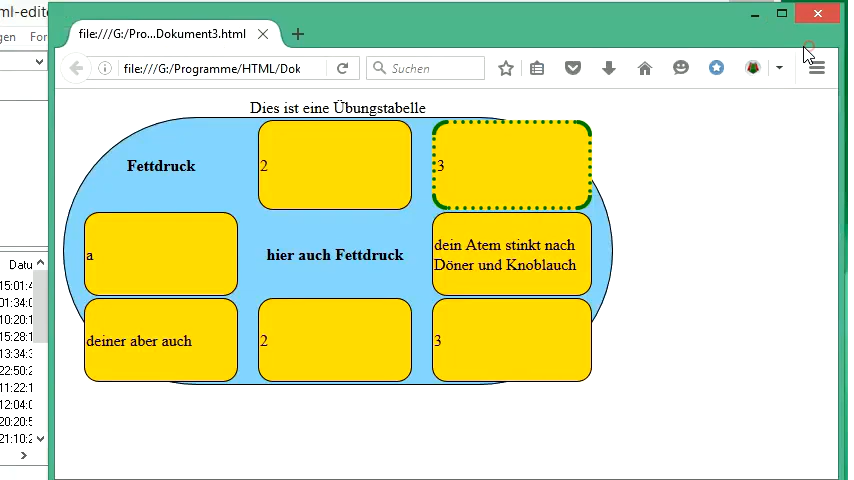 ml-edito
gen For
file:///G:/Pro...Dokument3.html
file:///G:/Programme/HTML/Dok
Suchen
Dies ist eine Übungstabelle
Fettdruck
2
3
a
hier auch Fettdruck
dein Atem stinkt nach
Döner und Knoblauch
deiner aber auch
2
3
Datu
15:01:4
01:34:0
10:20:1
15:28:1
13:34:3
22:50:2
11:22:1
12:04:0
20:20:5
21:10:2